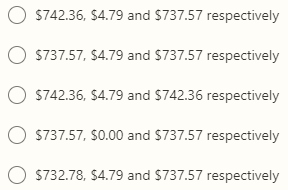 $742.36, $4.79 and $737.57 respectively
$737.57, $4.79 and $737.57 respectively
$742.36, $4.79 and $742.36 respectively
$737.57, $0.00 and $737.57 respectively
$732.78, $4.79 and $737.57 respectively